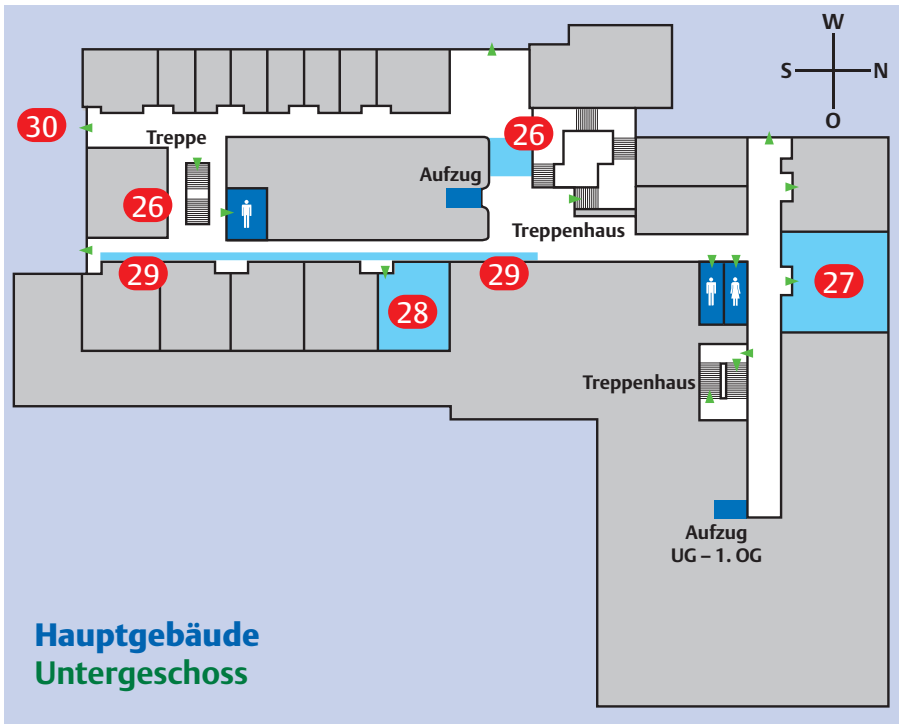 W
S N
O
30
Treppe
26
26
Aufzug
Treppenhaus
29
29
28
27
Treppenhaus
Aufzug
UG – 1. OG
Hauptgebäude
Untergeschoss